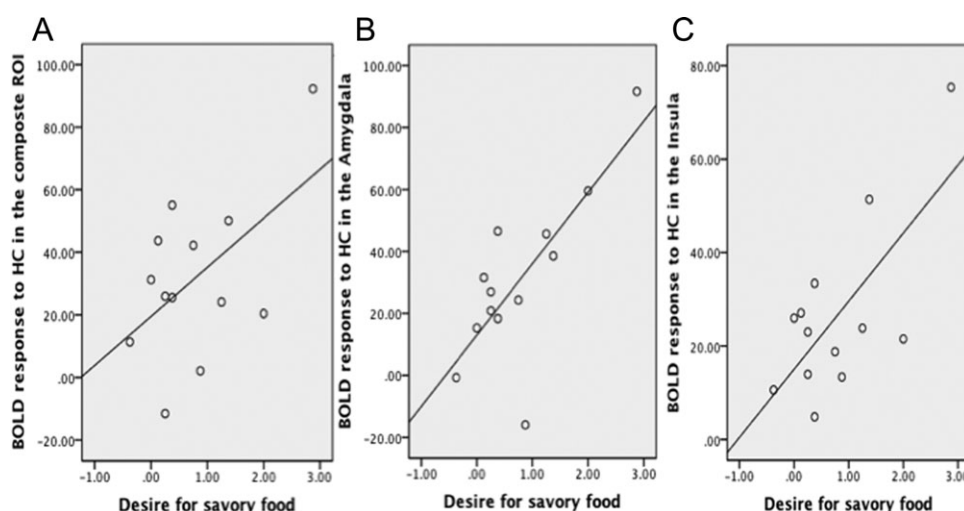 A
BOLD response to HC in the composte ROI
100.00
80.00
60.00
40.00
20.00
.00
-20.00
-1.00 .00 1.00 2.00 3.00
Desire for savory food
B
BOLD response to HC in the Amygdala
100.00
80.00
60.00
40.00
20.00
.00
-20.00
-1.00 .00 1.00 2.00 3.00
Desire for savory food
C
BOLD response to HC in the Insula
80.00
60.00
40.00
20.00
.00
-1.00 .00 1.00 2.00 3.00
Desire for savory food